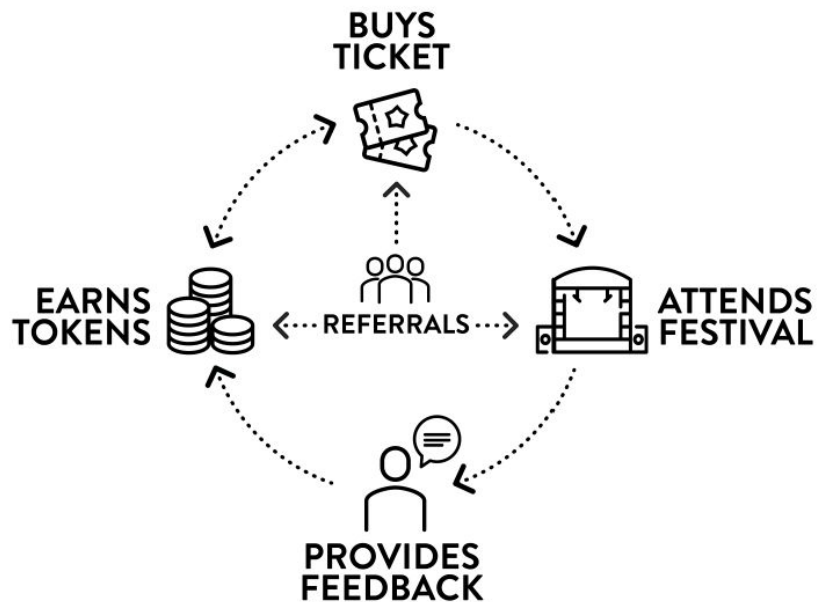 BUYS
TICKET
EARNS
TOKENS
REFERRALS
ATTENDS
FESTIVAL
PROVIDES
FEEDBACK